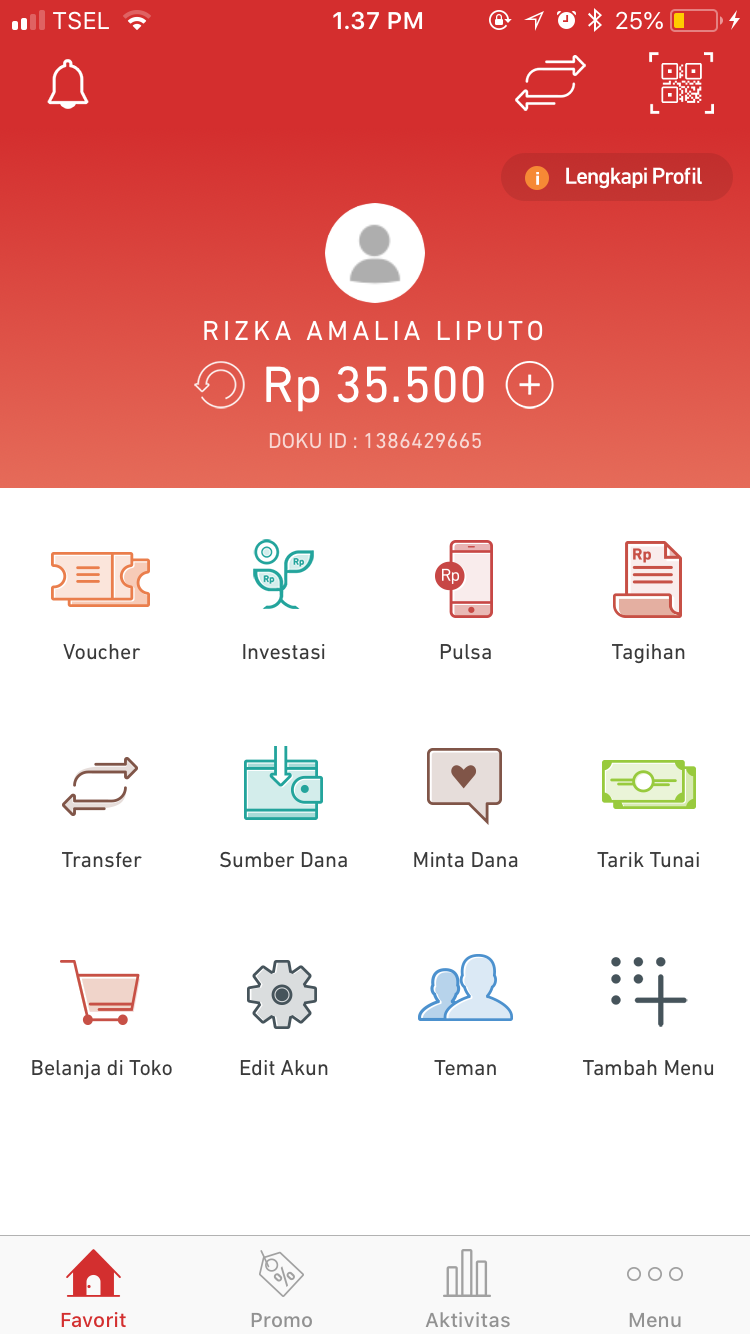 TSEL 1.37 PM 25%
Lengkapi Profil
RIZKA AMALIA LIPUTO
Rp 35.500
DOKU ID : 1386429665
Rp Rp Rp Rp
Voucher Investasi Pulsa Tagihan
Transfer Sumber Dana Minta Dana Tarik Tunai
Belanja di Toko Edit Akun Teman Tambah Menu
%
Favorit Promo Aktivitas Menu